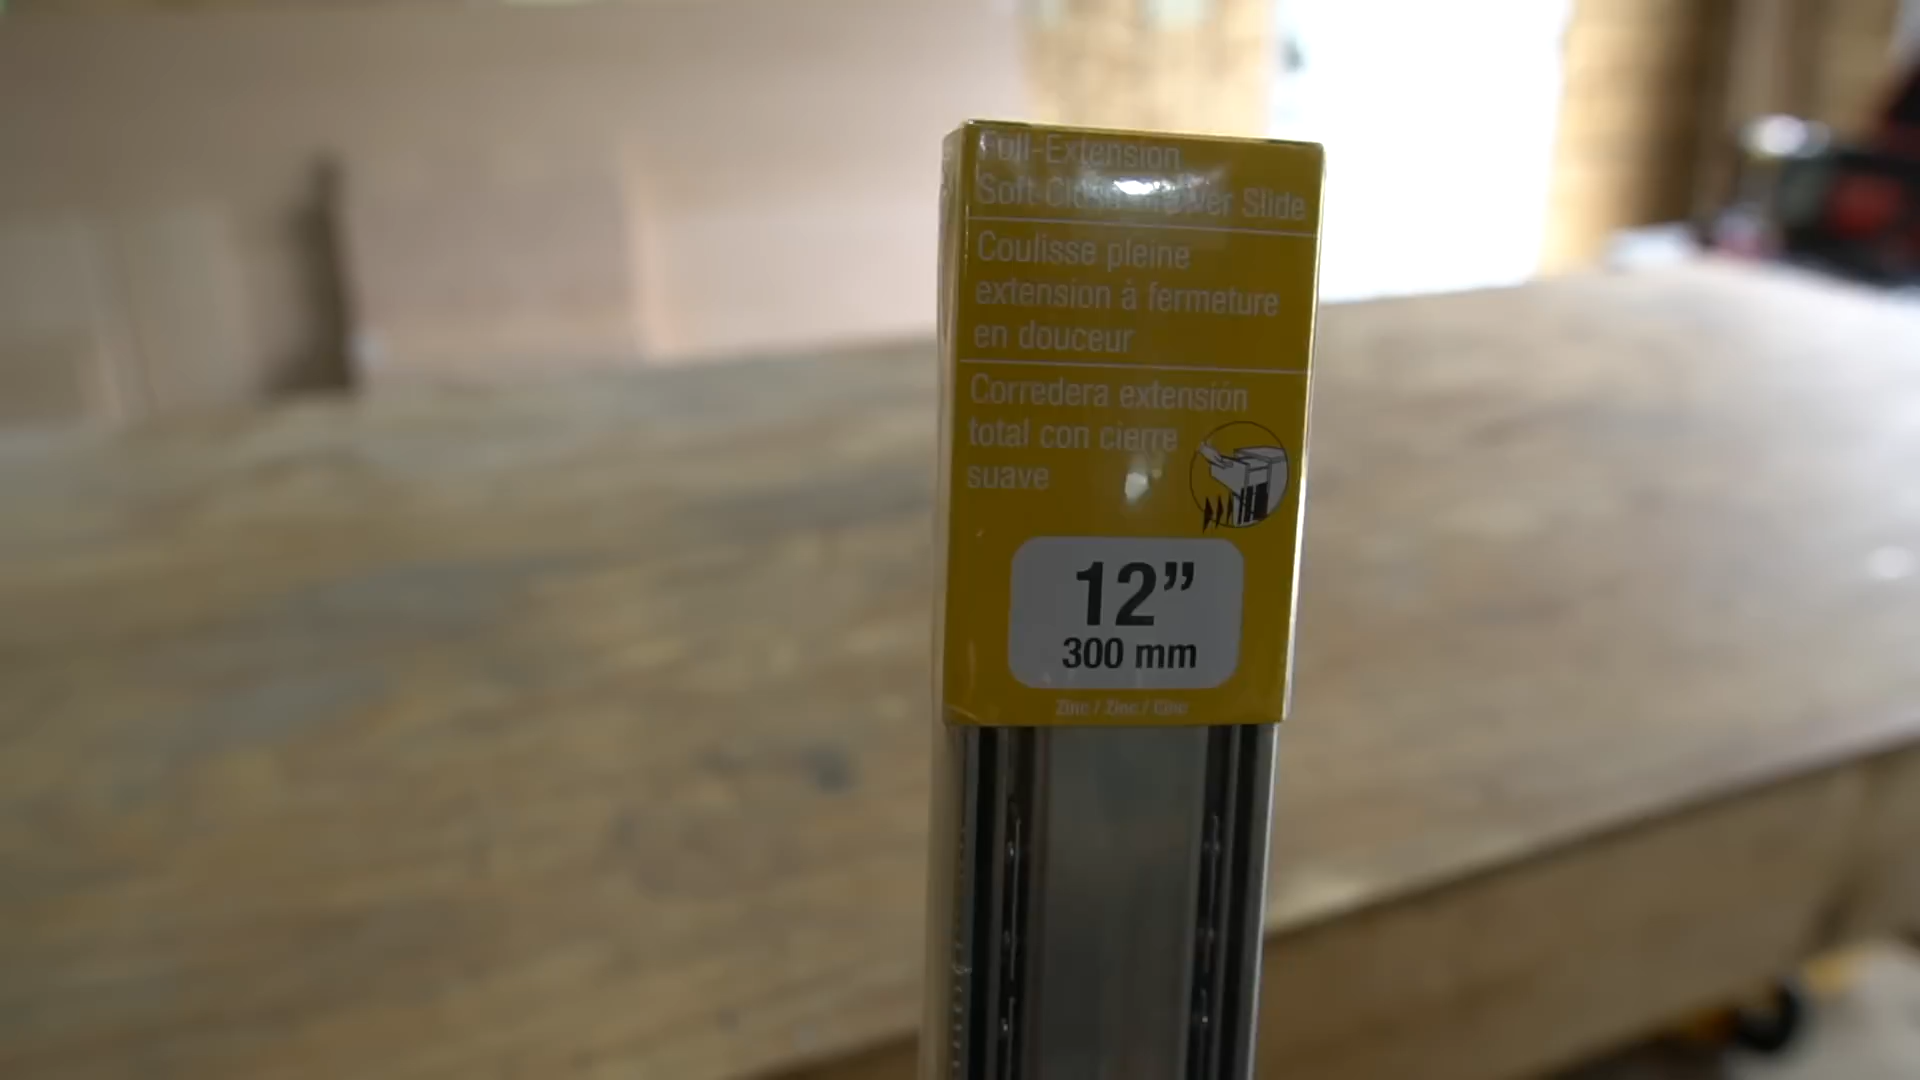 Full-Extension
Soft-Close Drawer Slide
Coulisse pleine
extension à fermeture
en douceur
Corredera extensión
total con cierre
suave
12”
300 mm
Zinc / Zinc / Cinc